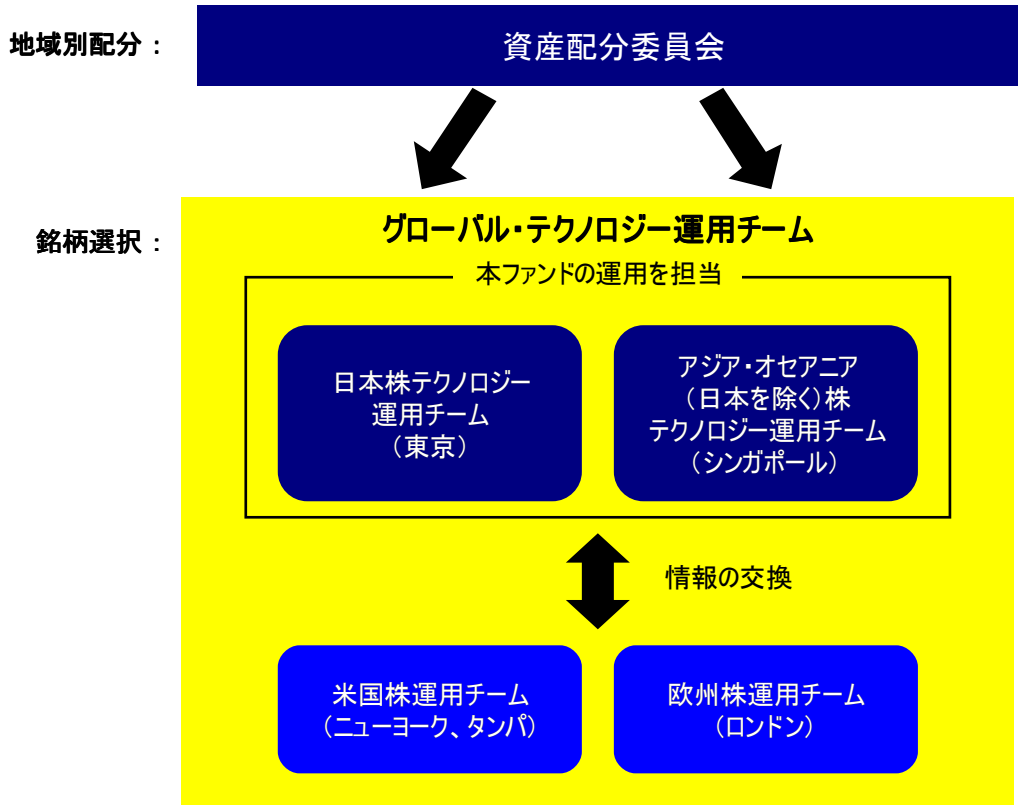 地域別配分：
資産配分委員会
銘柄選択：
グローバル・テクノロジー運用チーム
本ファンドの運用を担当
日本株テクノロジー
運用チーム
（東京）
アジア・オセアニア
（日本を除く）株
テクノロジー運用チーム
（シンガポール）
情報の交換
米国株運用チーム
（ニューヨーク、タンパ）
欧州株運用チーム
（ロンドン）